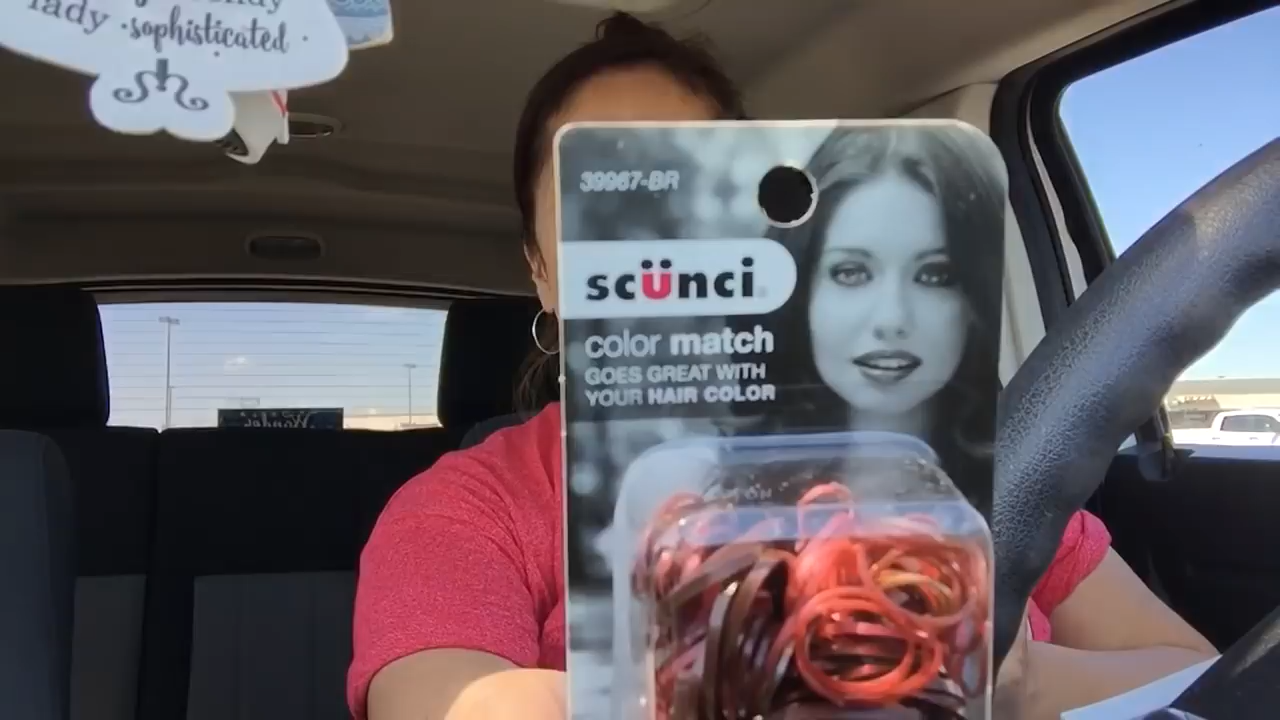 lady · sophisticated ·
39967-BR
scünci
color match
GOES GREAT WITH
YOUR HAIR COLOR